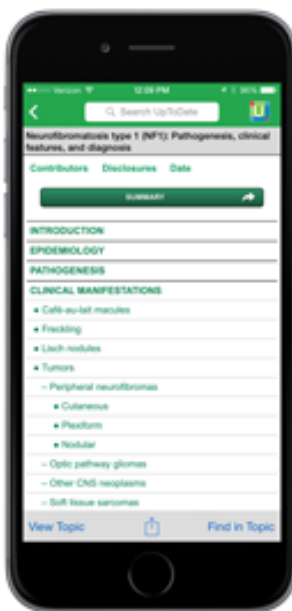 Verizon 12:09 PM 96%
Search UpToDate
Neurofibromatosis type 1 (NF1): Pathogenesis, clinical
features, and diagnosis
Contributors Disclosures Date
SUMMARY
INTRODUCTION
EPIDEMIOLOGY
PATHOGENESIS
CLINICAL MANIFESTATIONS
Café-au-lait macules
Freckling
Lisch nodules
Tumors
– Peripheral neurofibromas
Cutaneous
Plexiform
Nodular
– Optic pathway gliomas
– Other CNS neoplasms
– Soft tissue sarcomas
View Topic Find in Topic